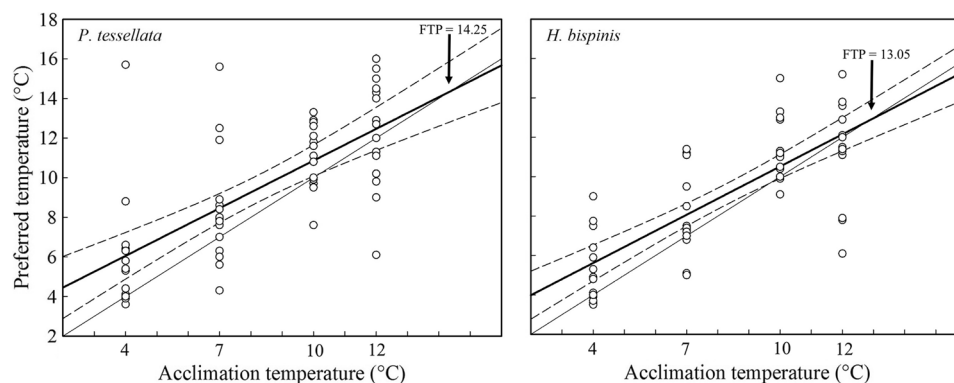 P. tessellata
FTP = 14.25
H. bispinis
FTP = 13.05
Preferred temperature (°C)
18
16
14
12
10
8
6
4
2
4 7 10 12
4 7 10 12
Acclimation temperature (°C)
Acclimation temperature (°C)